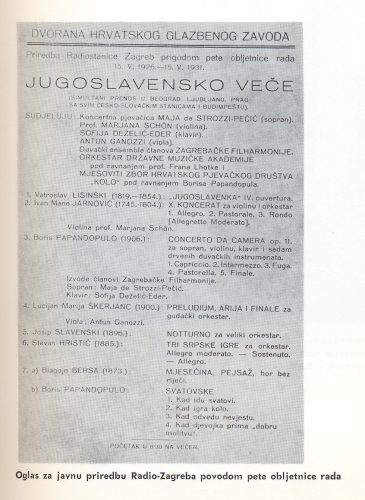 DVORANA HRVATSKOG GLAZBENOG ZAVODA
Priredba Radiostanice Zagreb prigodom pete obljetnice rada
15. V. 1926.—15. V. 1931.
JUGOSLAVENSKO VEČE
(SIMULTANI PRENOS U BEOGRAD, LJUBLJANU, PRAG
SA SVIM ČESKO-SLOVAČKIM STANICAMA I BUDIMPEŠTU).
SUDJELUJU: Koncertna pjevačica MAJA de STROZZI-PEČIĆ (sopran).
Prof. MARJANA SCHÖN (violina).
SOFIJA DEŽELIĆ-EDER (klavir).
ANTUN GANOZZI (viola).
Duvački ensemble članova ZAGREBAČKE FILHARMONIJE.
ORKESTAR DRŽAVNE MUZIČKE AKADEMIJE
pod ravnanjem prof. Frana Lhotke i
MJEŠOVITI ZBOR HRVATSKOG PJEVAČKOG DRUŠTVA
„KOLO" pod ravnanjem Borisa Papandopula.
1. Vatroslav LISINSKI (1819.—1854.): „JUGOSLAVENKA" IV. ouvertura.
2. Ivan Mane JARNOVIĆ (1745.-1804.): X. KONCERAT za violinu i orkestar
1. Allegro. 2. Pastorale. 3. Rondo
[Allegretto Moderato].
Violina prof. Marjana Schön.
3. Boris PAPANDOPULO (1906.): CONCERTO DA CAMERA op. 11.
za sopran, violinu, klavir i sedam
drvenih duvačkih instrumenata.
1. Capriccio. 2. Intermezzo. 3. Fuga.
4. Pastorella. 5. Finale.
Izvode članovi Zagrebačke Filharmonije.
Sopran: Maja de Strozzi-Pečić.
Klavir: Sofija Deželić-Eder.
4. Lucijan Marija ŠKERJANC (1900.): PRELUDIUM, ARIJA I FINALE za
gudački orkestar.
Viola: Antun Ganozzi.
5. Josip SLAVENSKI (1896.): NOTTURNO za veliki orkestar.
6. Stevan HRISTIĆ (1885.): TRI SRPSKE IGRE za orkestar.
Allegro moderato. — Sostenuto.
— Allegro.
7. a) Blagoje BERSA (1873.): MJESEČINA, PEJSAŽ, hor bez
riječi.
b) Boris PAPANDOPULO: SVATOVSKE
1. Kad idu svatovi.
2. Kad igra kolo.
3. Kad odvedu nevjestu.
4. Kad djevojka prima „dobru
molitvu".
POČETAK U 8:30 NA VEČER.
Oglas za javnu priredbu Radio-Zagreba povodom pete obljetnice rada